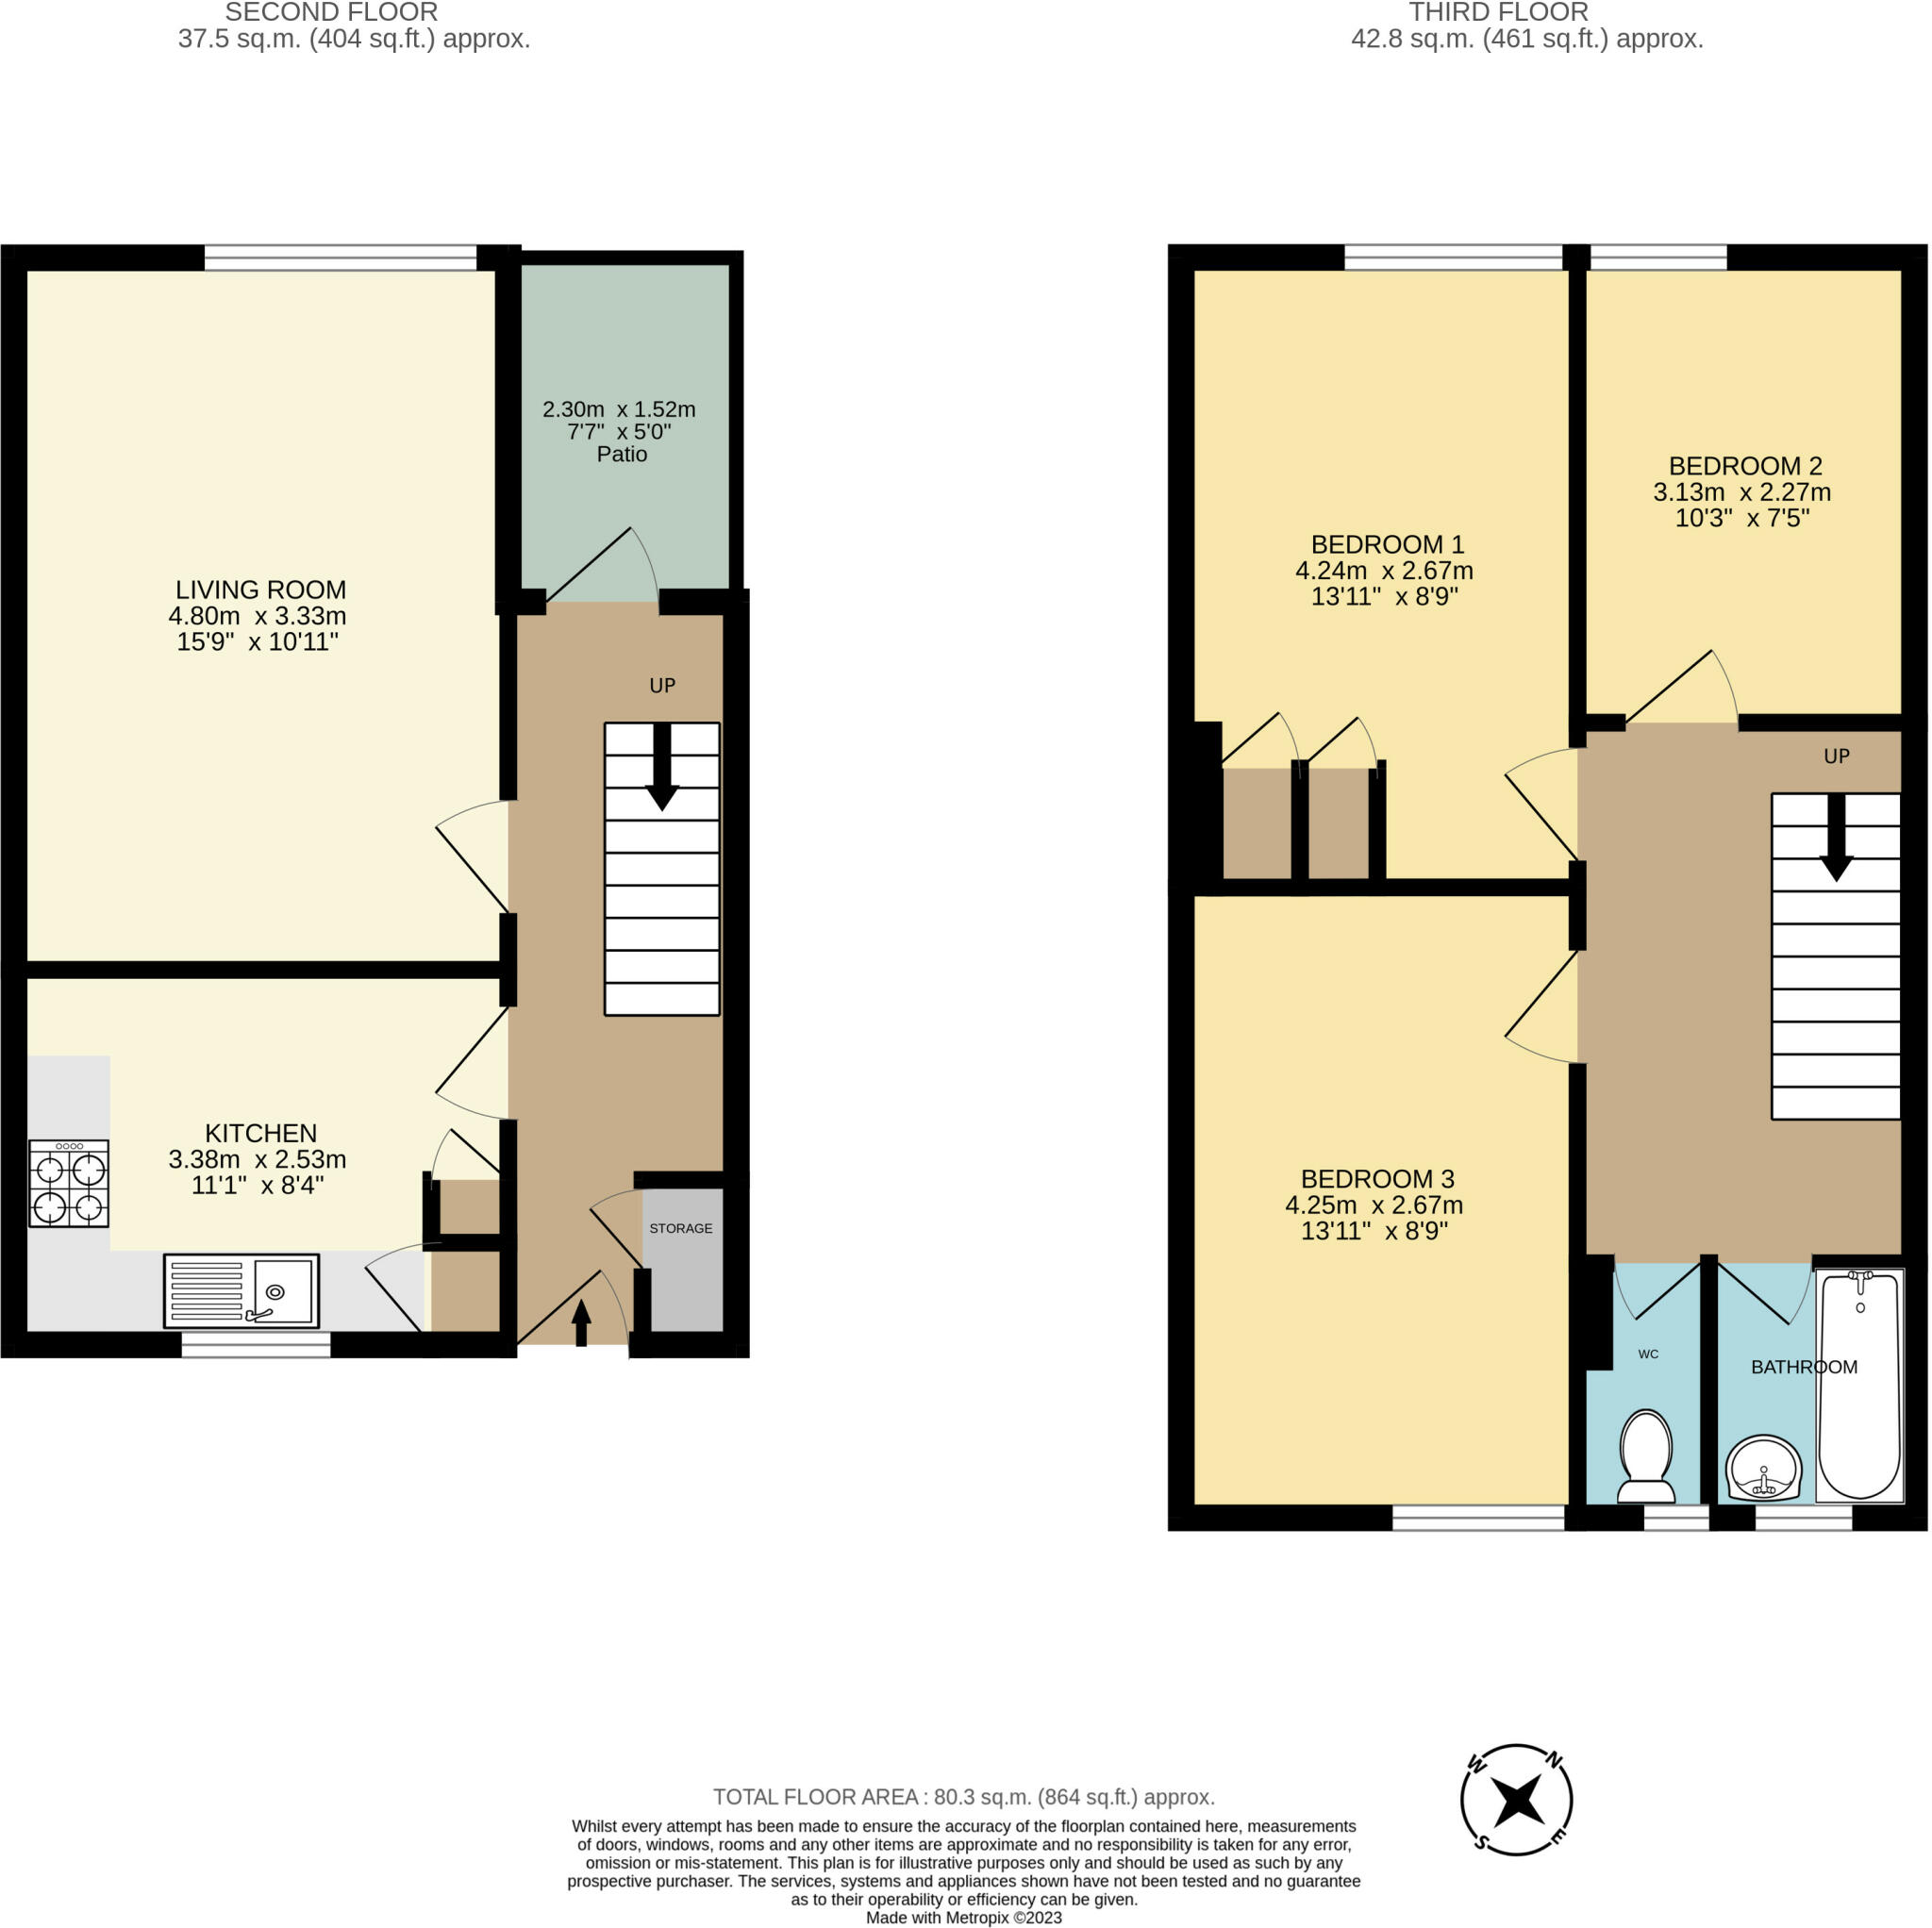 SECOND FLOOR
37.5 sq.m. (404 sq.ft.) approx.
THIRD FLOOR
42.8 sq.m. (461 sq.ft.) approx.
2.30m x 1.52m
7'7" x 5'0"
Patio
LIVING ROOM
4.80m x 3.33m
15'9" x 10'11"
UP
KITCHEN
3.38m x 2.53m
11'1" x 8'4"
STORAGE
BEDROOM 2
3.13m x 2.27m
10'3" x 7'5"
BEDROOM 1
4.24m x 2.67m
13'11" x 8'9"
UP
BEDROOM 3
4.25m x 2.67m
13'11" x 8'9"
WC
BATHROOM
W
N
S
E
TOTAL FLOOR AREA : 80.3 sq.m. (864 sq.ft.) approx.
Whilst every attempt has been made to ensure the accuracy of the floorplan contained here, measurements
of doors, windows, rooms and any other items are approximate and no responsibility is taken for any error,
omission or mis-statement. This plan is for illustrative purposes only and should be used as such by any
prospective purchaser. The services, systems and appliances shown have not been tested and no guarantee
as to their operability or efficiency can be given.
Made with Metropix ©2023